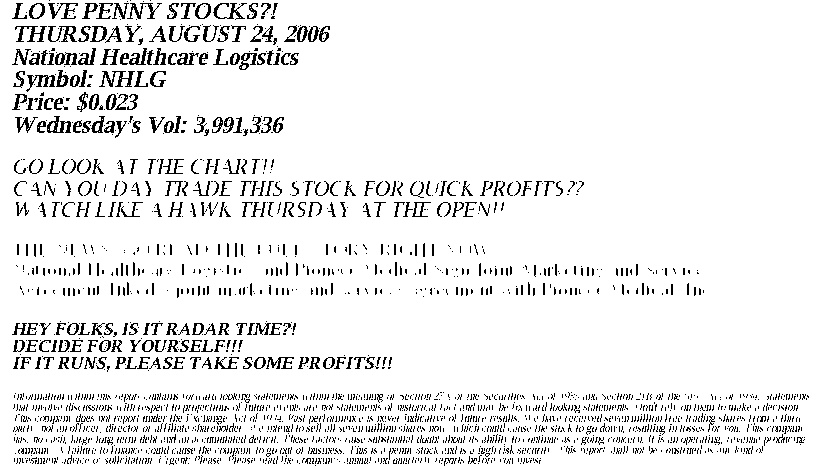 LOVE PENNY STOCKS?!
THURSDAY, AUGUST 24, 2006
National Healthcare Logistics
Symbol: NHLG
Price: $0.023
Wednesday's Vol: 3,991,336
GO LOOK AT THE CHART!!
CAN YOU DAY TRADE THIS STOCK FOR QUICK PROFITS??
WATCH LIKE A HAWK THURSDAY AT THE OPEN!!
THE NEWS GO READ THE FULL STORY RIGHT NOW
National Healthcare Logistics and Pioneer Medical Sign Joint Marketing and Service
Agreement Inked a joint marketing and services agreement with Pioneer Medical, Inc
HEY FOLKS, IS IT RADAR TIME?!
DECIDE FOR YOURSELF!!!
IF IT RUNS, PLEASE TAKE SOME PROFITS!!!
Information within this report contains forward looking statements within the meaning of Section 27A of the Securities Act of 1933 and Section 21B of the Act of 1934. Statements
that involve discussions with respect to projections of future events are not statements of historical fact and may be forward looking statements. Don't rely on them to make a decision.
This company does not report under the Exchange Act of 1934. Past performance is never indicative of future results. We have received seven million free trading shares from a third
party not an officer, director or affiliate shareholder. We intend to sell all seven million shares now, which could cause the stock to go down, resulting in losses for you. This company
has: no cash, large long term debt and an accumulated deficit. These factors cause substantial doubt about its ability to continue as a going concern. It is an operating, revenue producing
company. A failure to finance could cause the company to go out of business. This is a penny stock and is a high risk security. This report shall not be construed as any kind of
investment advice or solicitation. Urgent: Please read the company's annual and quarterly reports before you invest.